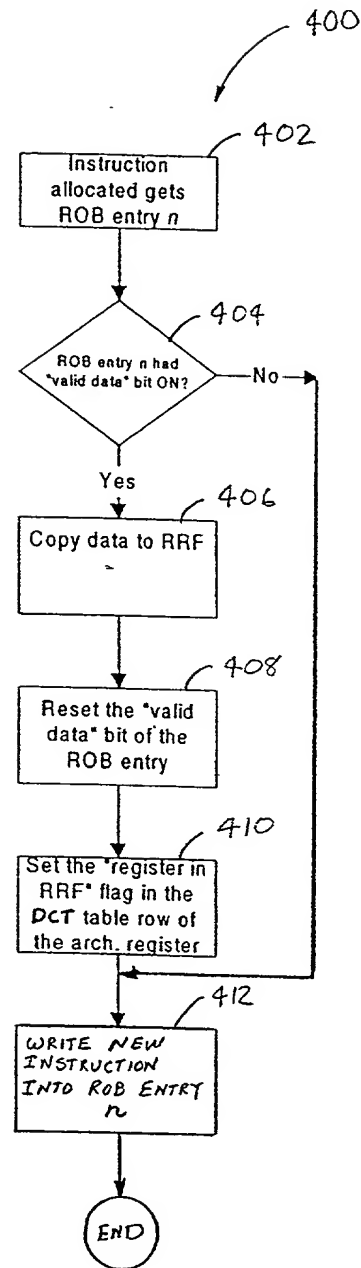 400
402
Instruction
allocated gets
ROB entry n
404
ROB entry n had
"valid data" bit ON?
No
Yes
406
Copy data to RRF
408
Reset the "valid
data" bit of the
ROB entry
410
Set the "register in
RRF" flag in the
DCT table row of
the arch. register
412
WRITE NEW
INSTRUCTION
INTO ROB ENTRY
n
END